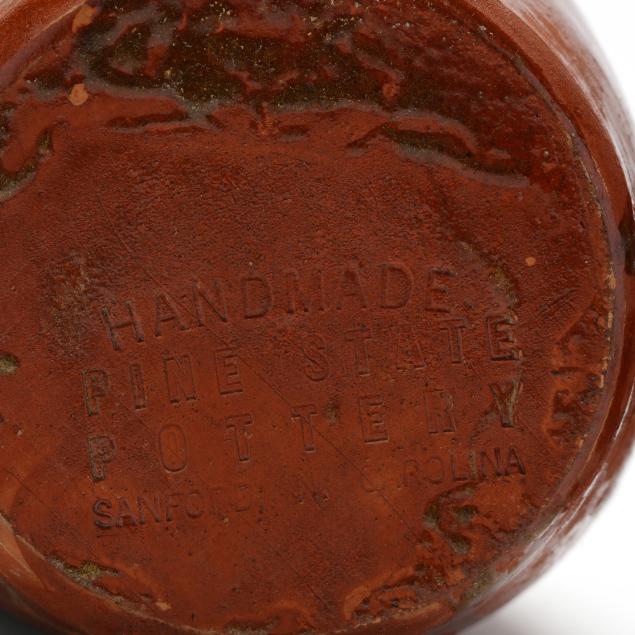 HANDMADE
PINE STATE
POTTERY
SANFORD, N. CAROLINA